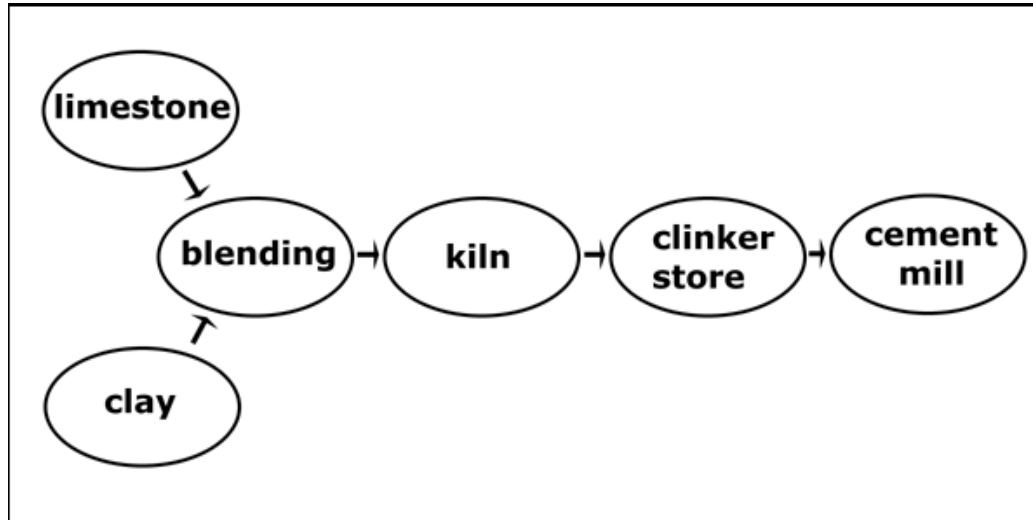 limestone
blending
kiln
clinker
store
cement
mill
clay